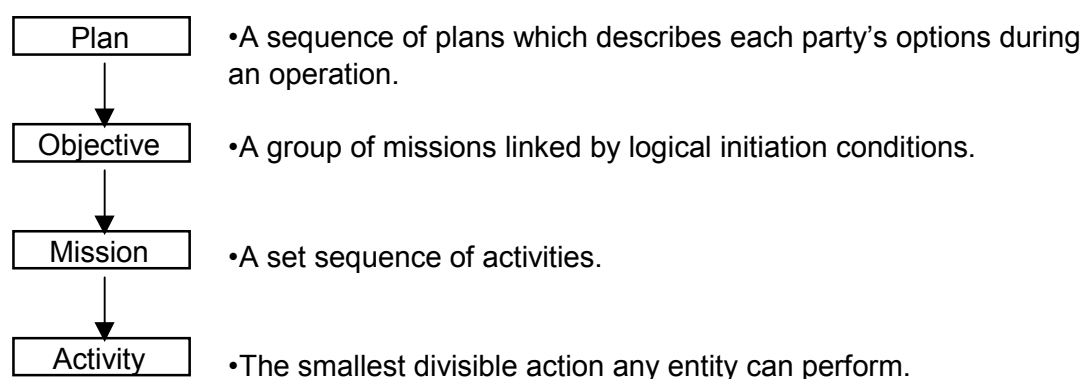 Plan
•A sequence of plans which describes each party’s options during
an operation.
Objective
•A group of missions linked by logical initiation conditions.
Mission
•A set sequence of activities.
Activity
•The smallest divisible action any entity can perform.